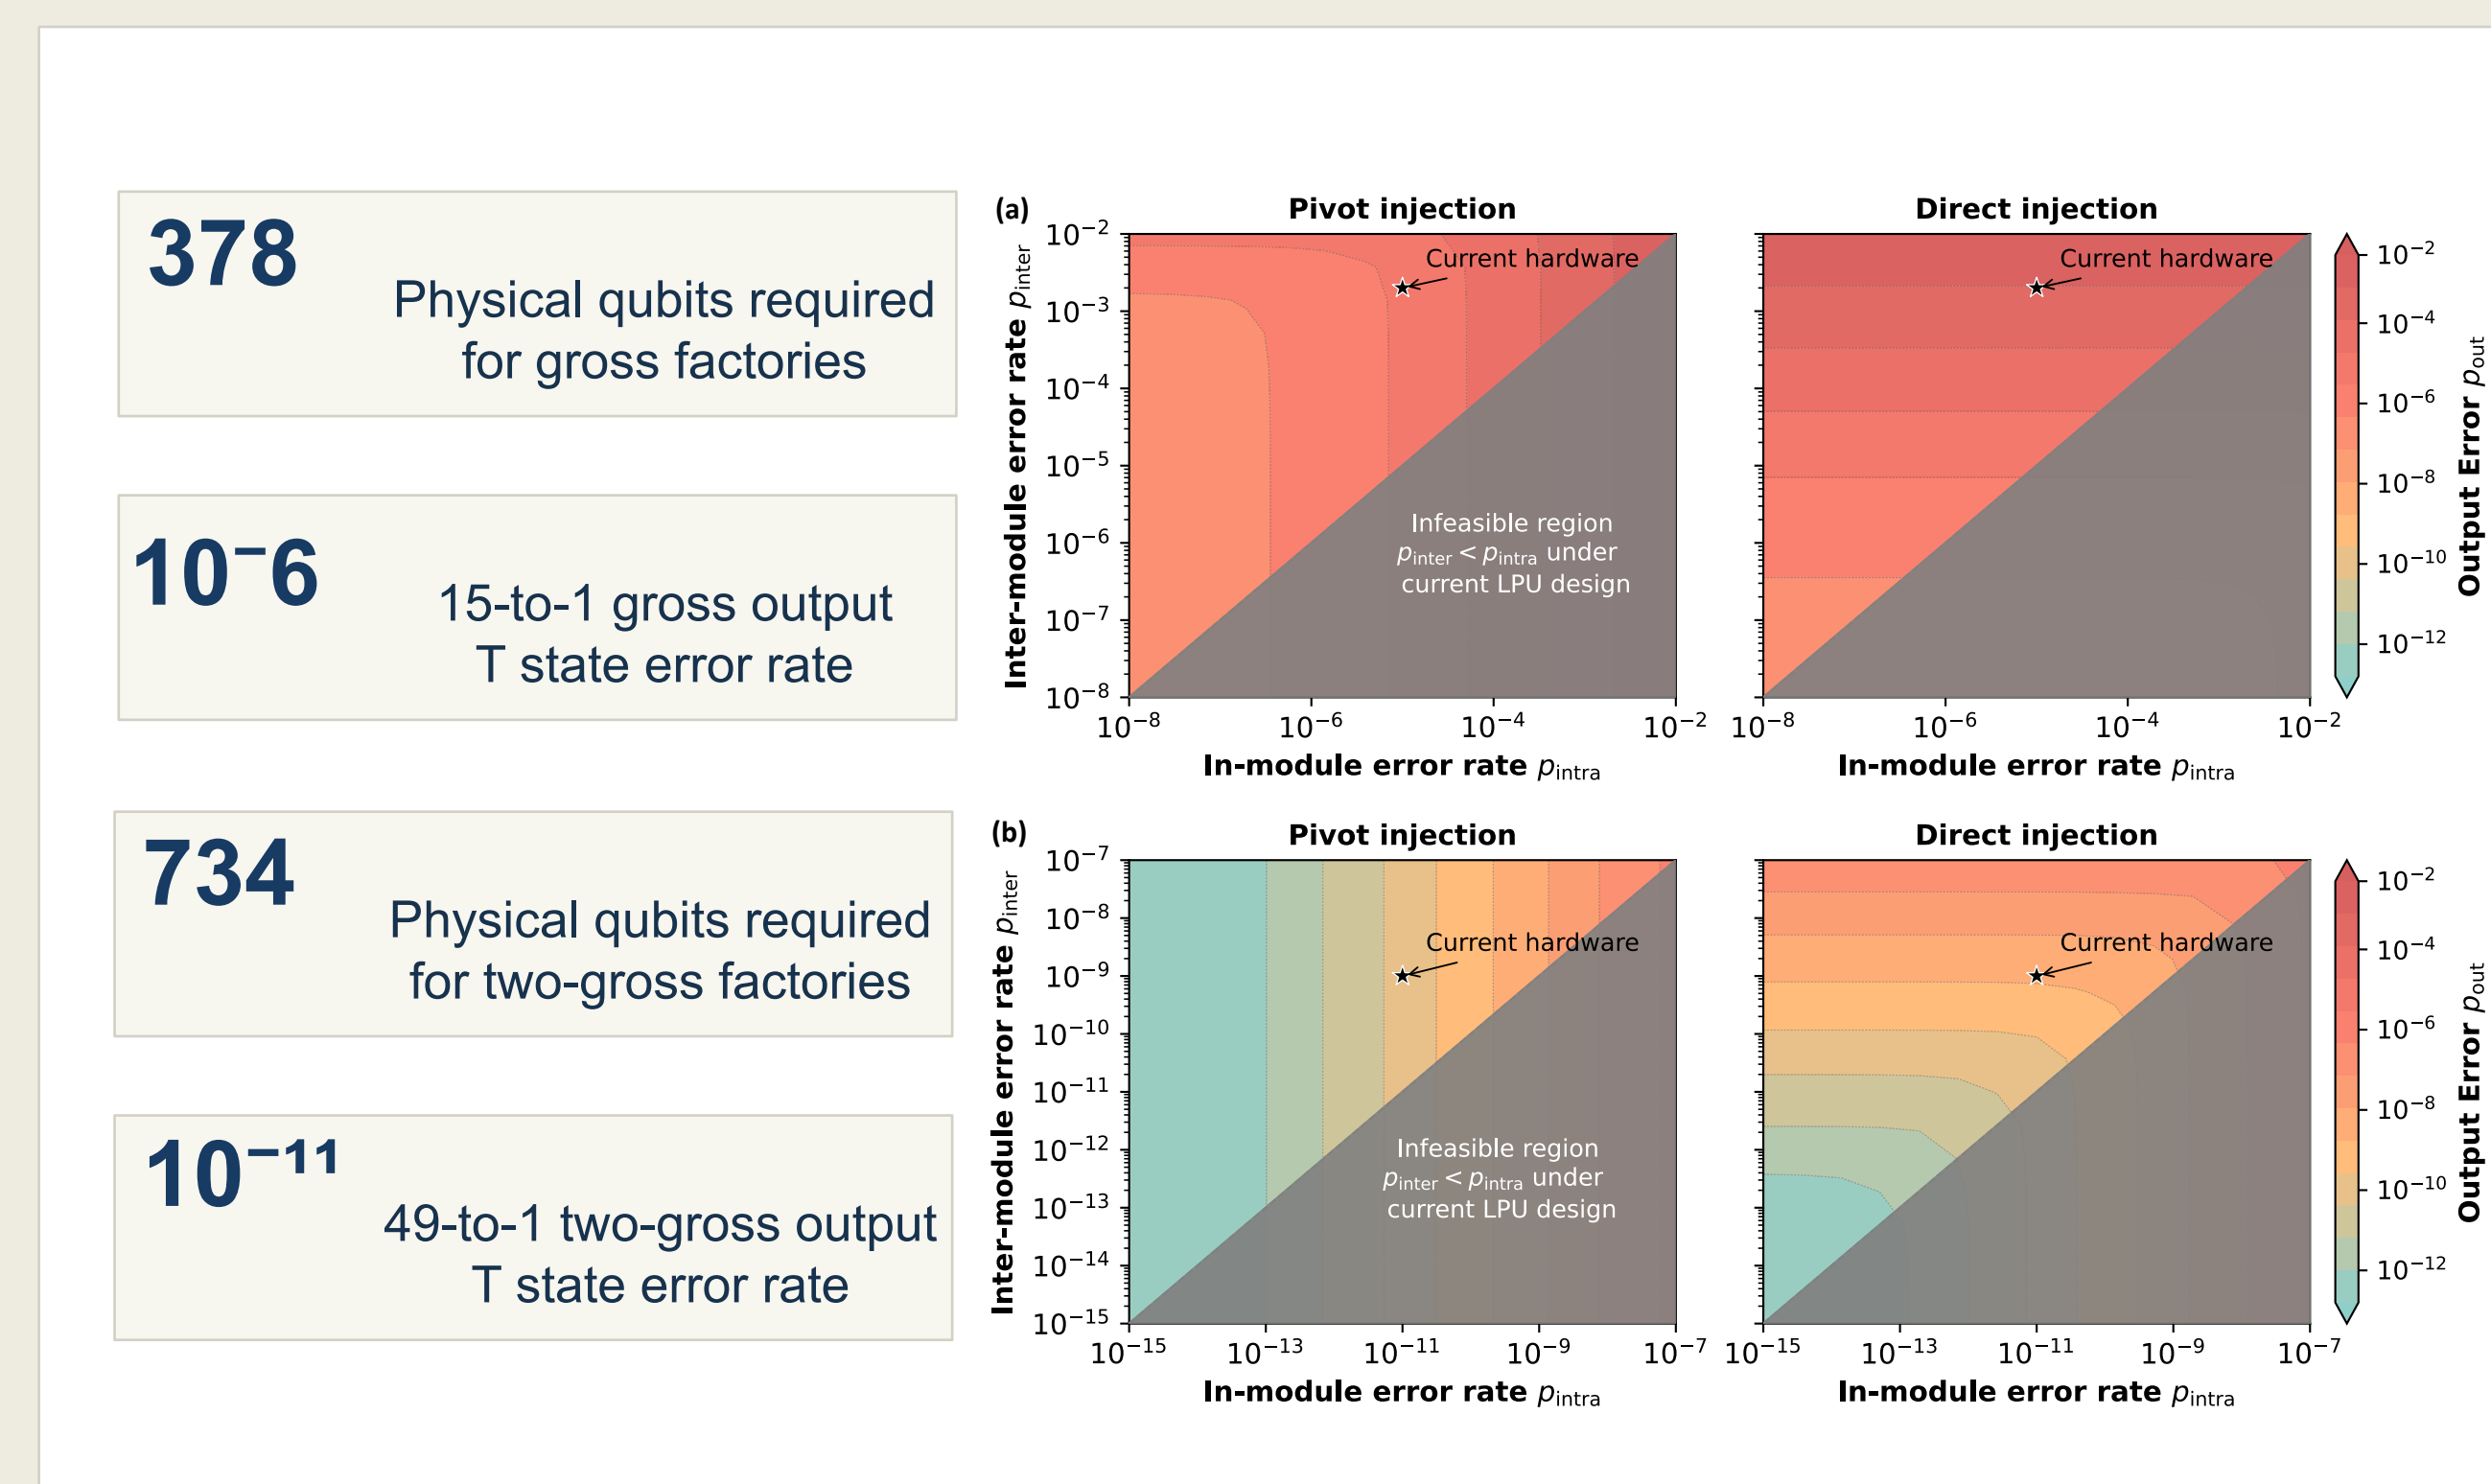 378
Physical qubits required
for gross factories
10⁻6
15-to-1 gross output
T state error rate
734
Physical qubits required
for two-gross factories
10⁻¹¹
49-to-1 two-gross output
T state error rate
(a)
Pivot injection
Inter-module error rate p_inter
10⁻²
10⁻³
10⁻⁴
10⁻⁵
10⁻⁶
10⁻⁷
10⁻⁸
Current hardware
Infeasible region
p_inter < p_intra under
current LPU design
10⁻⁸ 10⁻⁶ 10⁻⁴ 10⁻²
In-module error rate p_intra
Direct injection
Current hardware
10⁻⁸ 10⁻⁶ 10⁻⁴ 10⁻²
In-module error rate p_intra
10⁻²
10⁻⁴
10⁻⁶
10⁻⁸
10⁻¹⁰
10⁻¹²
Output Error p_out
(b)
Pivot injection
Inter-module error rate p_inter
10⁻⁷
10⁻⁸
10⁻⁹
10⁻¹⁰
10⁻¹¹
10⁻¹²
10⁻¹³
10⁻¹⁴
10⁻¹⁵
Current hardware
Infeasible region
p_inter < p_intra under
current LPU design
10⁻¹⁵ 10⁻¹³ 10⁻¹¹ 10⁻⁹ 10⁻⁷
In-module error rate p_intra
Direct injection
Current hardware
10⁻¹⁵ 10⁻¹³ 10⁻¹¹ 10⁻⁹ 10⁻⁷
In-module error rate p_intra
10⁻²
10⁻⁴
10⁻⁶
10⁻⁸
10⁻¹⁰
10⁻¹²
Output Error p_out